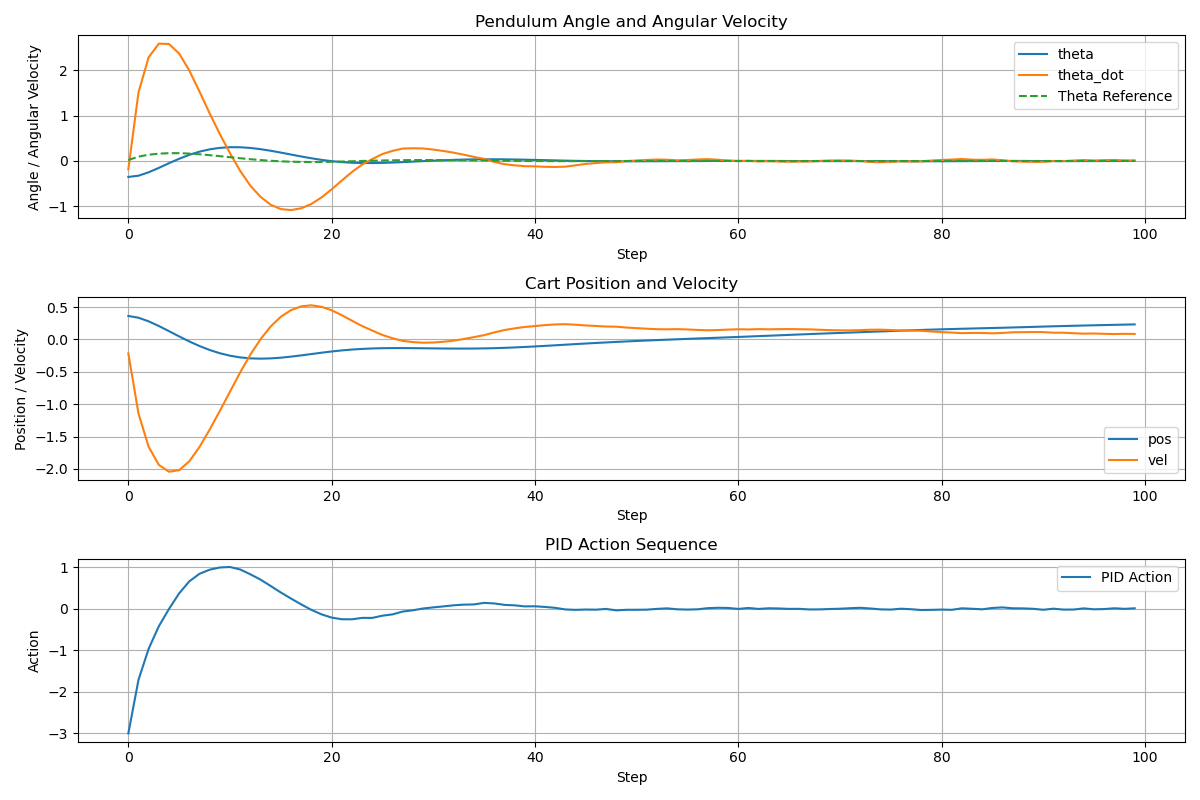 Pendulum Angle and Angular Velocity
Angle / Angular Velocity
2
1
0
−1
theta
theta_dot
Theta Reference
0 20 40 60 80 100
Step
Cart Position and Velocity
Position / Velocity
0.5
0.0
−0.5
−1.0
−1.5
−2.0
pos
vel
0 20 40 60 80 100
Step
PID Action Sequence
Action
1
0
−1
−2
−3
PID Action
0 20 40 60 80 100
Step